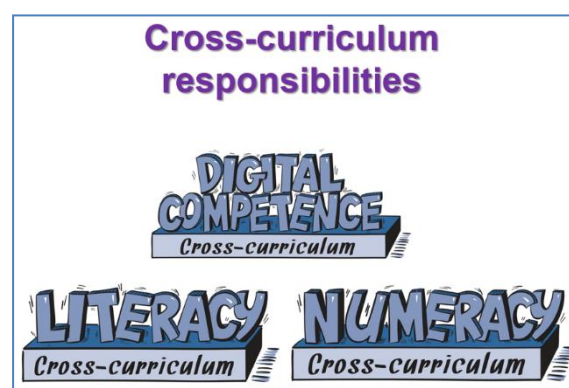 Cross-curriculum
responsibilities
DIGITAL
COMPETENCE
Cross-curriculum
LITERACY
Cross-curriculum
NUMERACY
Cross-curriculum